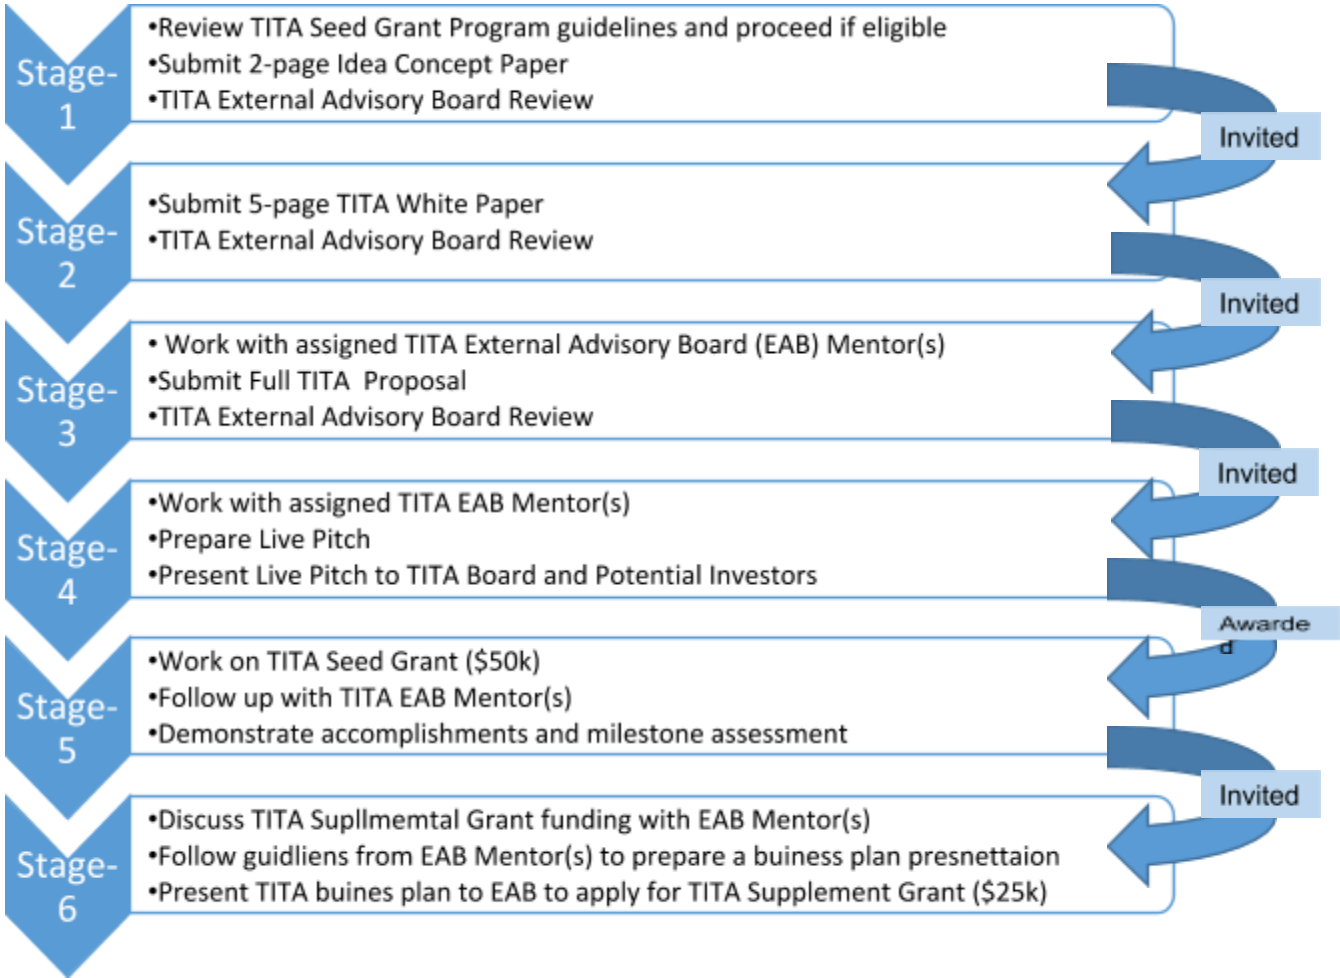 Stage-
1
•Review TITA Seed Grant Program guidelines and proceed if eligible
•Submit 2-page Idea Concept Paper
•TITA External Advisory Board Review
Invited
Stage-
2
•Submit 5-page TITA White Paper
•TITA External Advisory Board Review
Invited
Stage-
3
• Work with assigned TITA External Advisory Board (EAB) Mentor(s)
•Submit Full TITA  Proposal
•TITA External Advisory Board Review
Invited
Stage-
4
•Work with assigned TITA EAB Mentor(s)
•Prepare Live Pitch
•Present Live Pitch to TITA Board and Potential Investors
Awarde
d
Stage-
5
•Work on TITA Seed Grant ($50k)
•Follow up with TITA EAB Mentor(s)
•Demonstrate accomplishments and milestone assessment
Invited
Stage-
6
•Discuss TITA Supllmemtal Grant funding with EAB Mentor(s)
•Follow guidliens from EAB Mentor(s) to prepare a buiness plan presnettaion
•Present TITA buines plan to EAB to apply for TITA Supplement Grant ($25k)